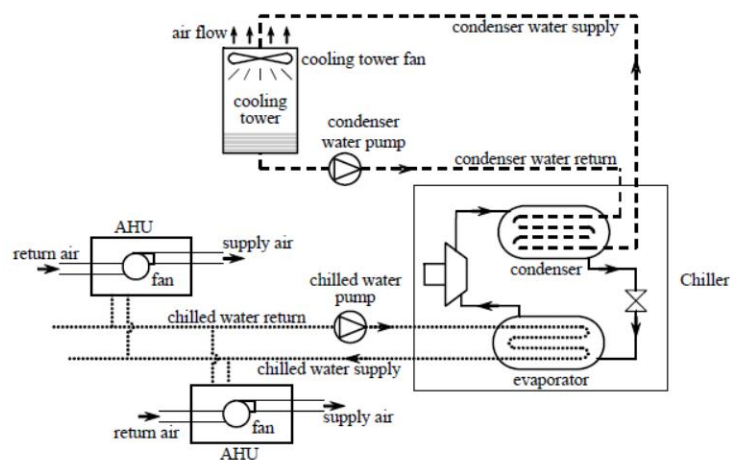 air flow
condenser water supply
cooling tower fan
cooling
tower
condenser
water pump
condenser water return
AHU
return air
supply air
fan
condenser
chilled water
pump
Chiller
chilled water return
chilled water supply
evaporator
return air
fan
supply air
AHU